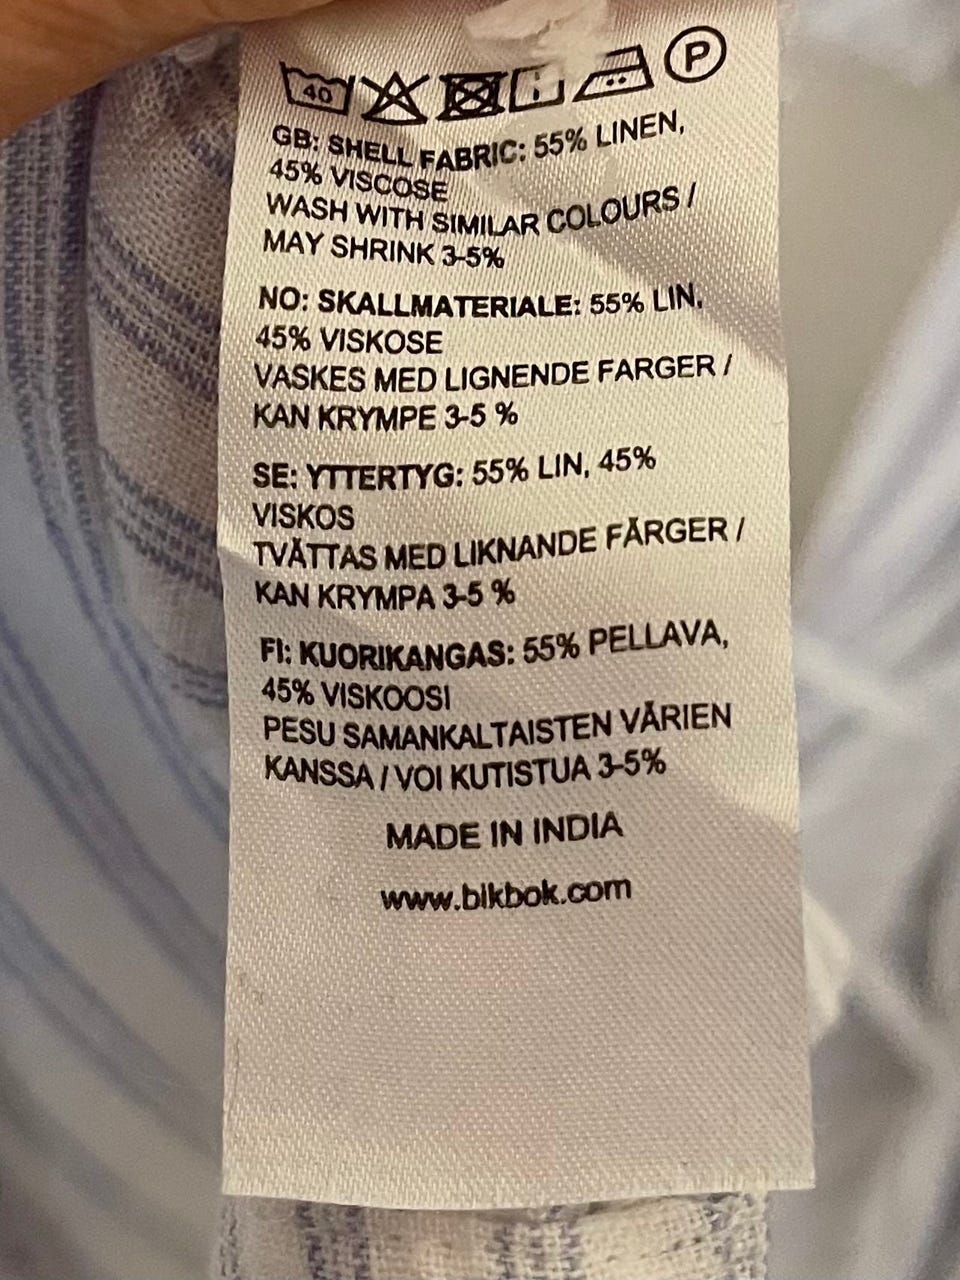 40 P
GB: SHELL FABRIC: 55% LINEN,
45% VISCOSE
WASH WITH SIMILAR COLOURS /
MAY SHRINK 3-5%
NO: SKALLMATERIALE: 55% LIN,
45% VISKOSE
VASKES MED LIGNENDE FARGER /
KAN KRYMPE 3-5 %
SE: YTTERTYG: 55% LIN, 45%
VISKOS
TVÄTTAS MED LIKNANDE FÄRGER /
KAN KRYMPA 3-5 %
FI: KUORIKANGAS: 55% PELLAVA,
45% VISKOOSI
PESU SAMANKALTAISTEN VÄRIEN
KANSSA / VOI KUTISTUA 3-5%
MADE IN INDIA
www.bikbok.com